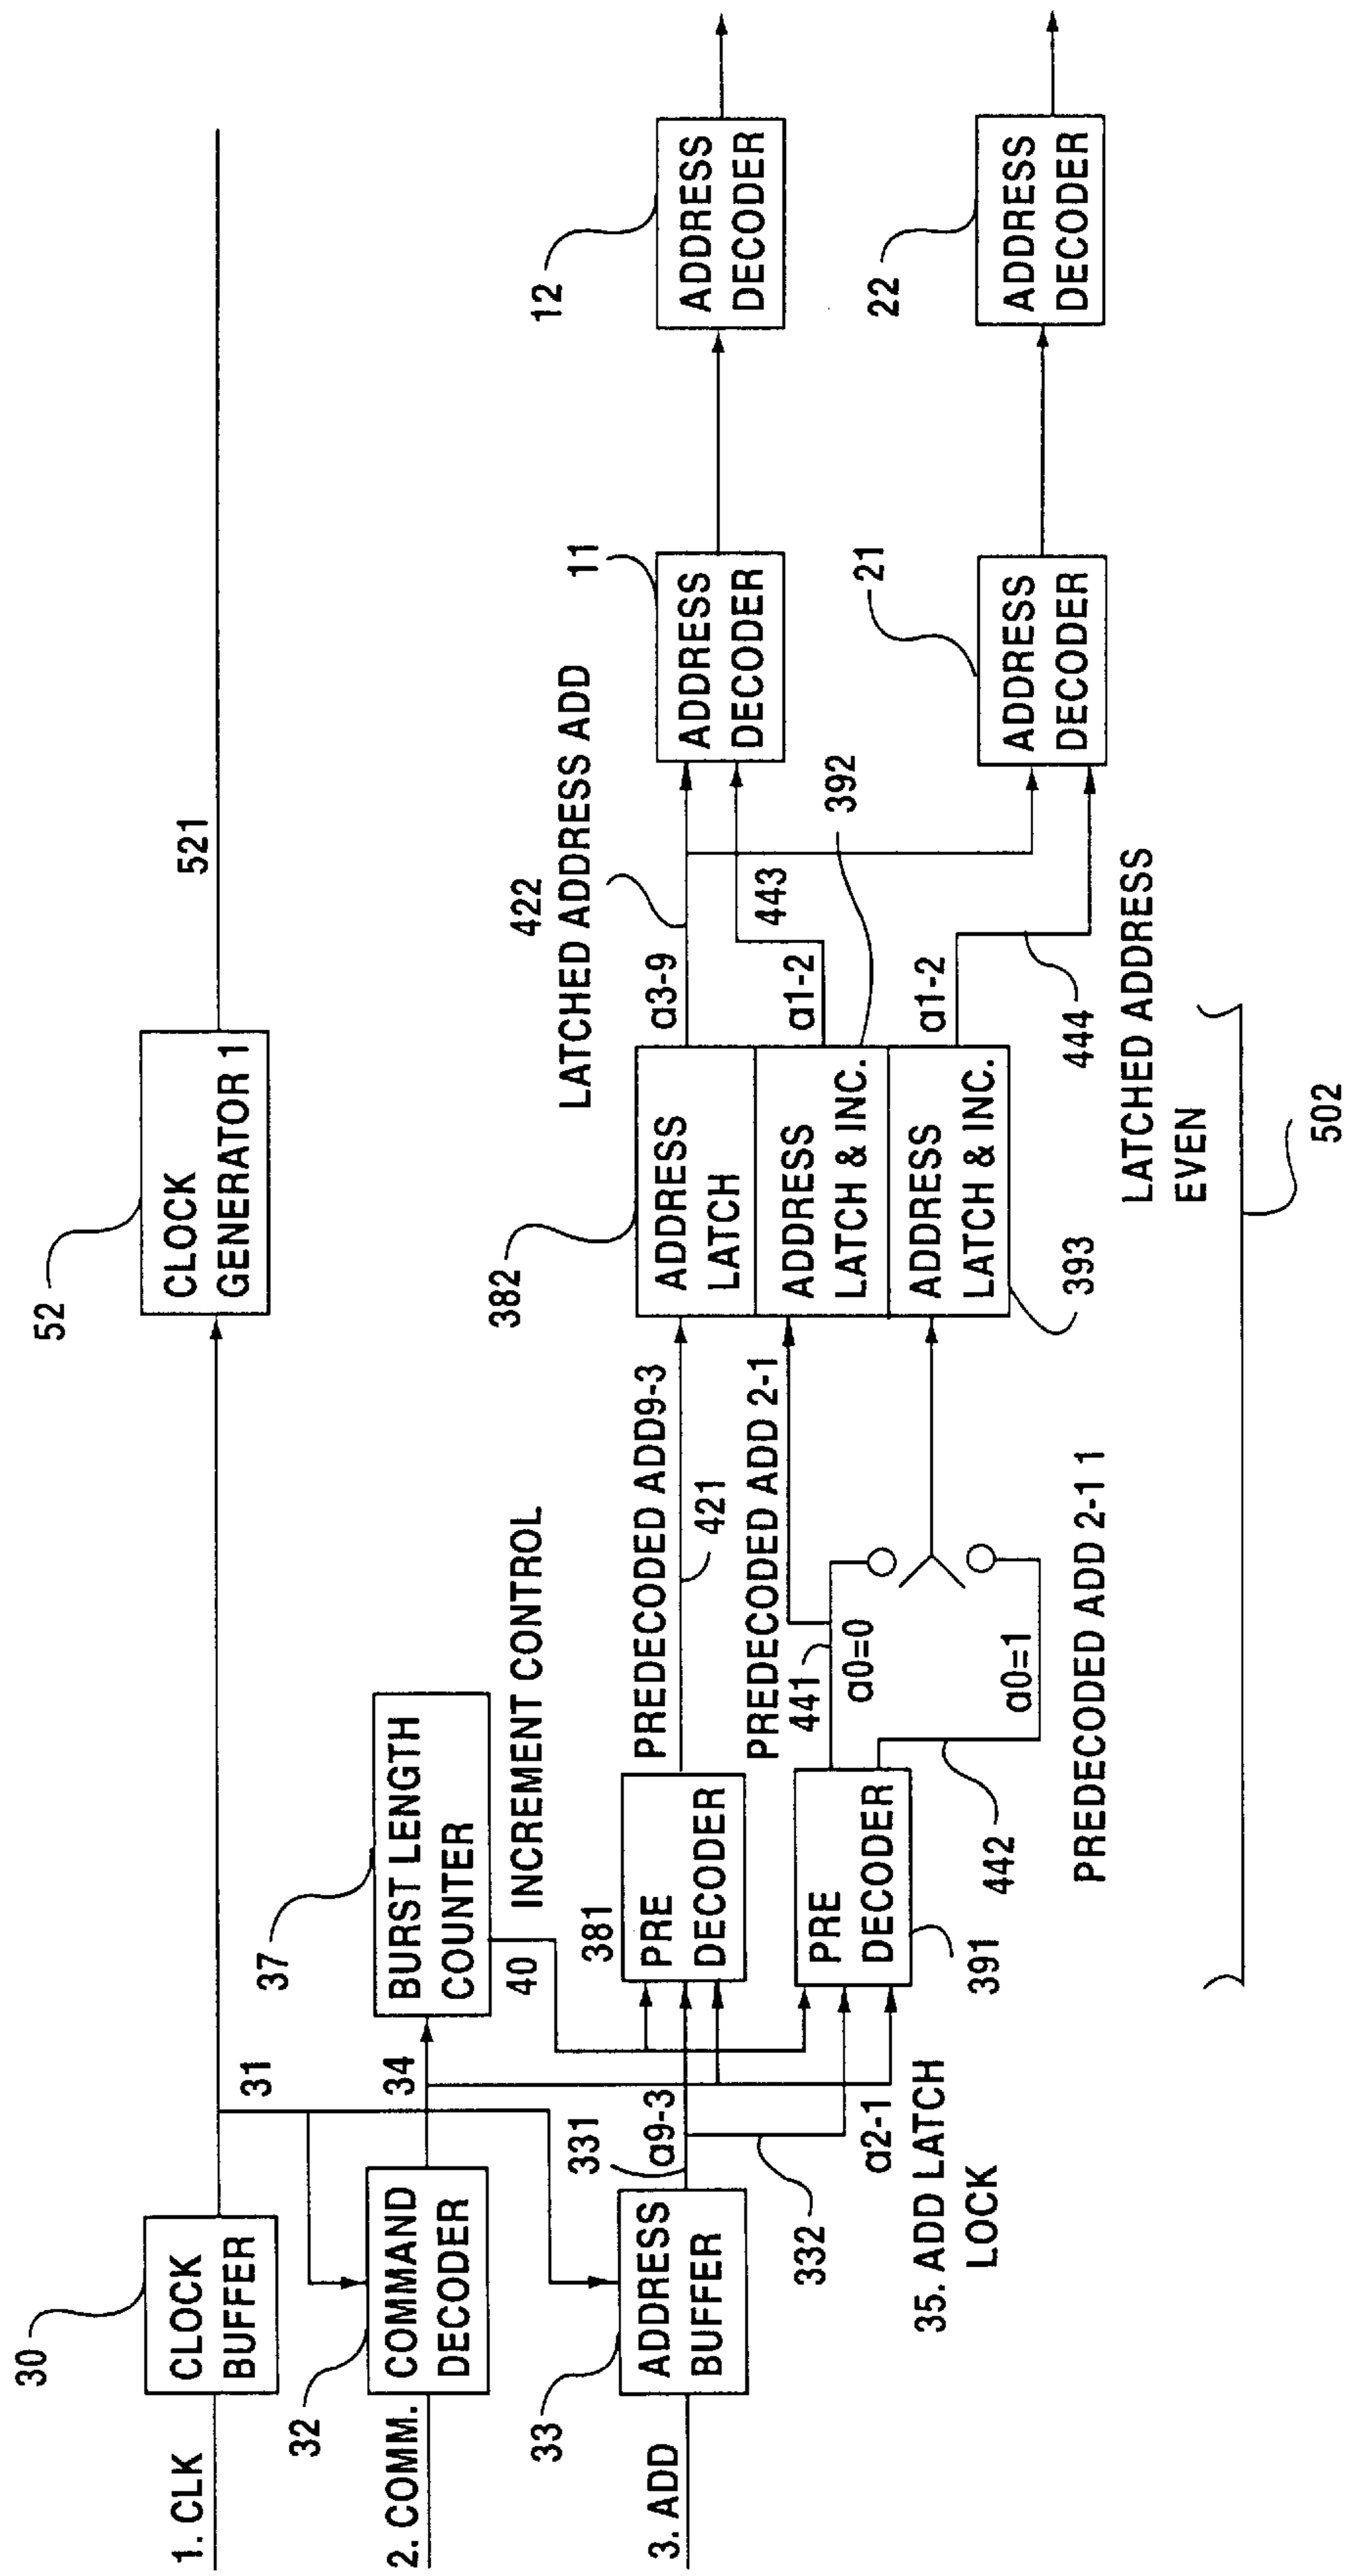 30
1. CLK
CLOCK
BUFFER
31
52
CLOCK
GENERATOR 1
521
32
2. COMM.
COMMAND
DECODER
34
37
BURST LENGTH
COUNTER
40
INCREMENT CONTROL
33
3. ADD
ADDRESS
BUFFER
331
a9-3
332
a2-1
35. ADD LATCH
LOCK
381
PRE
DECODER
PREDECODED ADD9-3
421
PREDECODED ADD 2-1
PRE
DECODER
391
441
a0=0
a0=1
442
PREDECODED ADD 2-1 1
382
ADDRESS
LATCH
ADDRESS
LATCH & INC.
ADDRESS
LATCH & INC.
393
a3-9
a1-2
a1-2
422
LATCHED ADDRESS ADD
443
392
444
LATCHED ADDRESS
EVEN
502
11
ADDRESS
DECODER
12
ADDRESS
DECODER
21
ADDRESS
DECODER
22
ADDRESS
DECODER